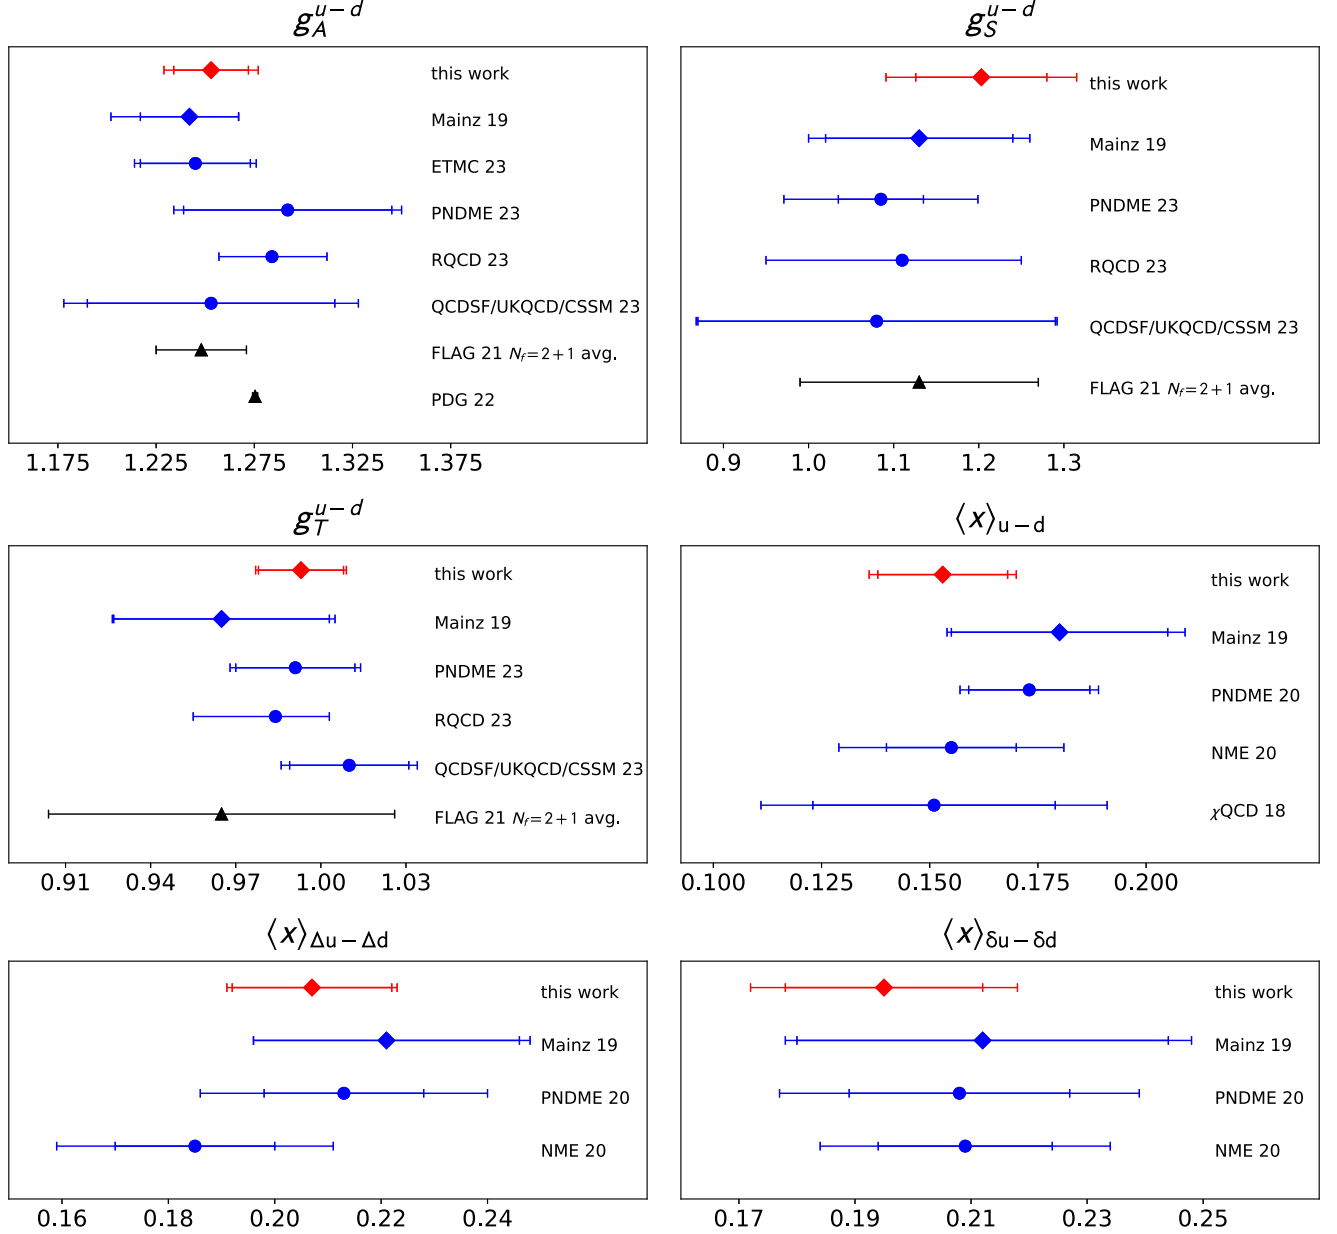 g_A^{u−d}
this work
Mainz 19
ETMC 23
PNDME 23
RQCD 23
QCDSF/UKQCD/CSSM 23
FLAG 21 N_f=2+1 avg.
PDG 22
1.175 1.225 1.275 1.325 1.375
g_S^{u−d}
this work
Mainz 19
PNDME 23
RQCD 23
QCDSF/UKQCD/CSSM 23
FLAG 21 N_f=2+1 avg.
0.9 1.0 1.1 1.2 1.3
g_T^{u−d}
this work
Mainz 19
PNDME 23
RQCD 23
QCDSF/UKQCD/CSSM 23
FLAG 21 N_f=2+1 avg.
0.91 0.94 0.97 1.00 1.03
⟨x⟩_{u−d}
this work
Mainz 19
PNDME 20
NME 20
χQCD 18
0.100 0.125 0.150 0.175 0.200
⟨x⟩_{Δu−Δd}
this work
Mainz 19
PNDME 20
NME 20
0.16 0.18 0.20 0.22 0.24
⟨x⟩_{δu−δd}
this work
Mainz 19
PNDME 20
NME 20
0.17 0.19 0.21 0.23 0.25